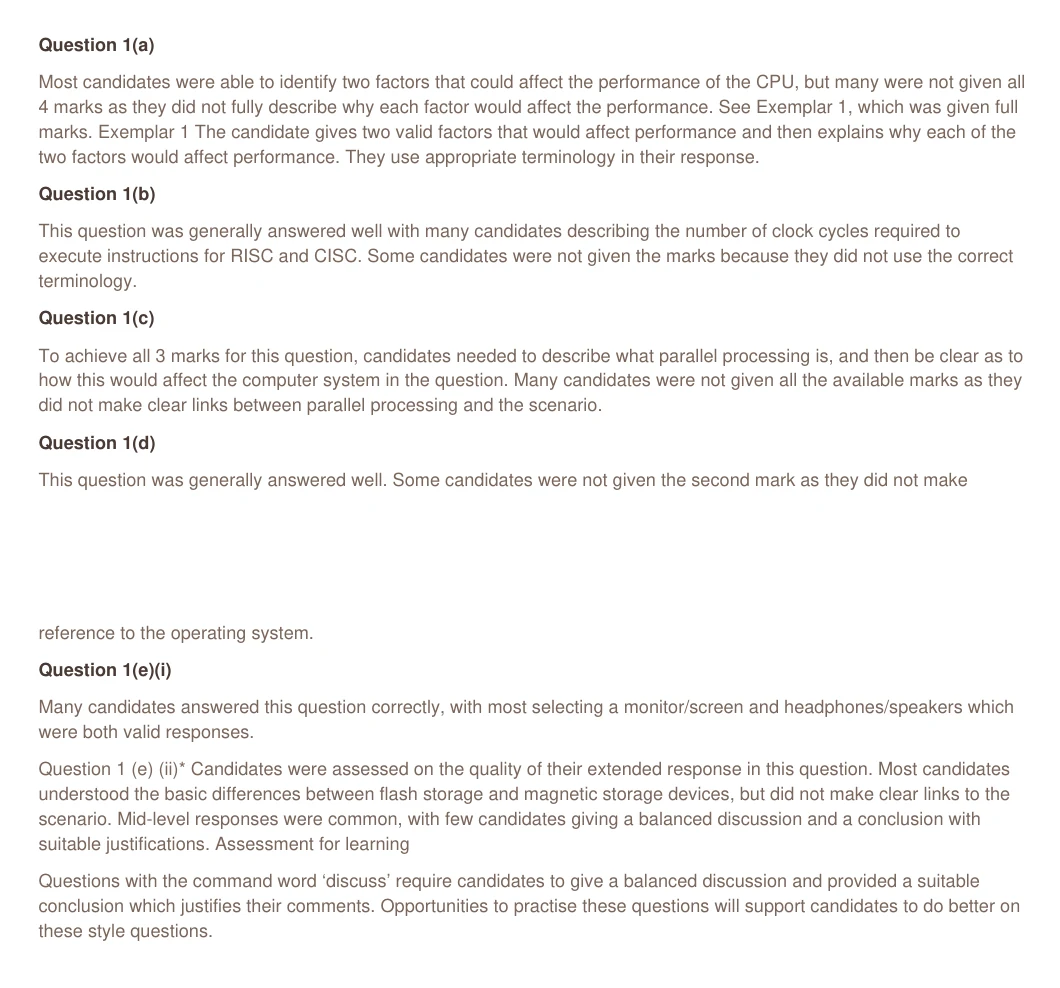 Question 1(a)
Most candidates were able to identify two factors that could affect the performance of the CPU, but many were not given all
4 marks as they did not fully describe why each factor would affect the performance. See Exemplar 1, which was given full
marks. Exemplar 1 The candidate gives two valid factors that would affect performance and then explains why each of the
two factors would affect performance. They use appropriate terminology in their response.
Question 1(b)
This question was generally answered well with many candidates describing the number of clock cycles required to
execute instructions for RISC and CISC. Some candidates were not given the marks because they did not use the correct
terminology.
Question 1(c)
To achieve all 3 marks for this question, candidates needed to describe what parallel processing is, and then be clear as to
how this would affect the computer system in the question. Many candidates were not given all the available marks as they
did not make clear links between parallel processing and the scenario.
Question 1(d)
This question was generally answered well. Some candidates were not given the second mark as they did not make
reference to the operating system.
Question 1(e)(i)
Many candidates answered this question correctly, with most selecting a monitor/screen and headphones/speakers which
were both valid responses.
Question 1 (e) (ii)* Candidates were assessed on the quality of their extended response in this question. Most candidates
understood the basic differences between flash storage and magnetic storage devices, but did not make clear links to the
scenario. Mid-level responses were common, with few candidates giving a balanced discussion and a conclusion with
suitable justifications. Assessment for learning
Questions with the command word ‘discuss’ require candidates to give a balanced discussion and provided a suitable
conclusion which justifies their comments. Opportunities to practise these questions will support candidates to do better on
these style questions.